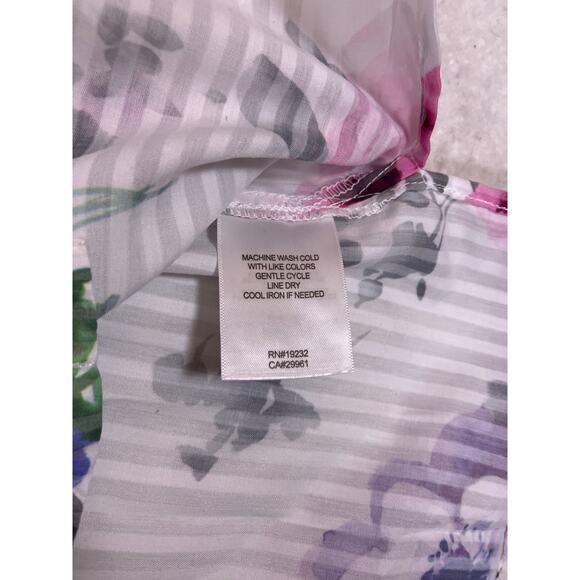 MACHINE WASH COLD
WITH LIKE COLORS
GENTLE CYCLE
LINE DRY
COOL IRON IF NEEDED
RN#19232
CA#29961